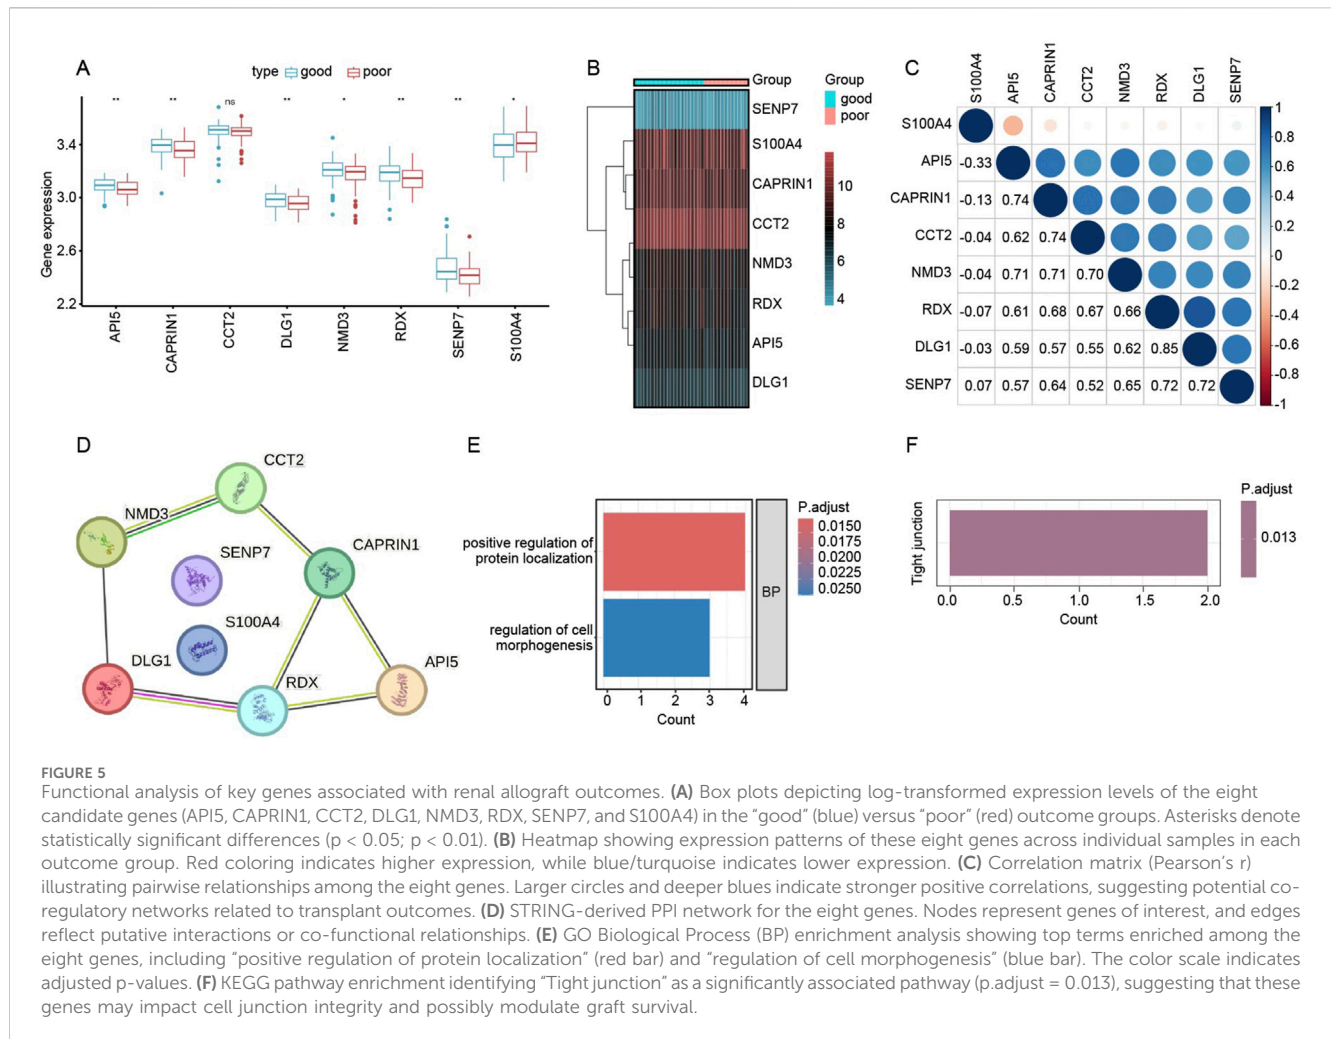 A
type good poor
** ** ns ** * ** ** *
Gene expression
3.4
3.0
2.6
2.2
API5
CAPRIN1
CCT2
DLG1
NMD3
RDX
SENP7
S100A4
B
Group
SENP7
S100A4
CAPRIN1
CCT2
NMD3
RDX
API5
DLG1
Group
good
poor
10
8
6
4
C
S100A4 API5 CAPRIN1 CCT2 NMD3 RDX DLG1 SENP7
S100A4
API5 -0.33
CAPRIN1 -0.13 0.74
CCT2 -0.04 0.62 0.74
NMD3 -0.04 0.71 0.71 0.70
RDX -0.07 0.61 0.68 0.67 0.66
DLG1 -0.03 0.59 0.57 0.55 0.62 0.85
SENP7 0.07 0.57 0.64 0.52 0.65 0.72 0.72
1
0.8
0.6
0.4
0.2
0
-0.2
-0.4
-0.6
-0.8
-1
D
CCT2
NMD3
SENP7
CAPRIN1
S100A4
DLG1
RDX
API5
E
positive regulation of
protein localization
regulation of cell
morphogenesis
0 1 2 3 4
Count
BP
P.adjust
0.0150
0.0175
0.0200
0.0225
0.0250
F
Tight junction
0.0 0.5 1.0 1.5 2.0
Count
P.adjust
0.013
FIGURE 5
Functional analysis of key genes associated with renal allograft outcomes. (A) Box plots depicting log-transformed expression levels of the eight
candidate genes (API5, CAPRIN1, CCT2, DLG1, NMD3, RDX, SENP7, and S100A4) in the “good” (blue) versus “poor” (red) outcome groups. Asterisks denote
statistically significant differences (p < 0.05; p < 0.01). (B) Heatmap showing expression patterns of these eight genes across individual samples in each
outcome group. Red coloring indicates higher expression, while blue/turquoise indicates lower expression. (C) Correlation matrix (Pearson’s r)
illustrating pairwise relationships among the eight genes. Larger circles and deeper blues indicate stronger positive correlations, suggesting potential co-
regulatory networks related to transplant outcomes. (D) STRING-derived PPI network for the eight genes. Nodes represent genes of interest, and edges
reflect putative interactions or co-functional relationships. (E) GO Biological Process (BP) enrichment analysis showing top terms enriched among the
eight genes, including “positive regulation of protein localization” (red bar) and “regulation of cell morphogenesis” (blue bar). The color scale indicates
adjusted p-values. (F) KEGG pathway enrichment identifying “Tight junction” as a significantly associated pathway (p.adjust = 0.013), suggesting that these
genes may impact cell junction integrity and possibly modulate graft survival.